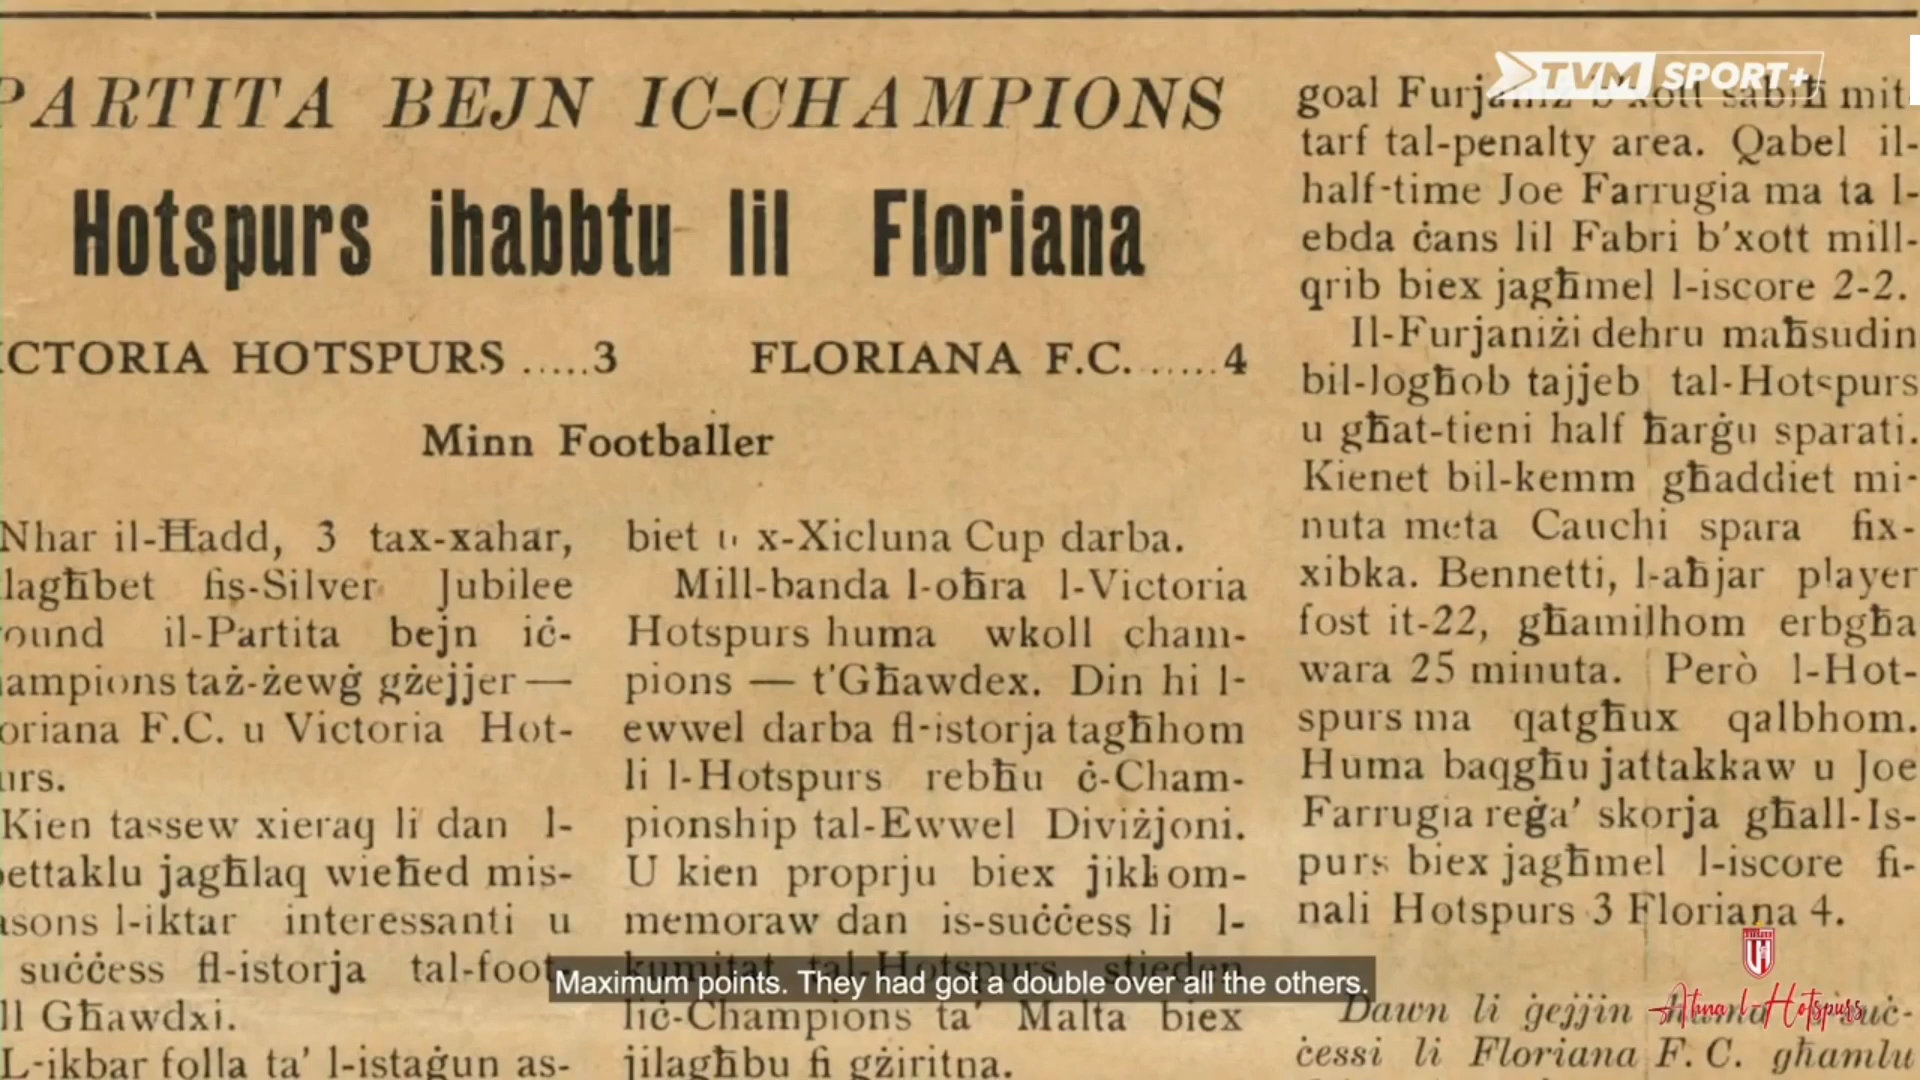 PARTITA BEJN IC-CHAMPIONS
Hotspurs ihabbtu lil Floriana
CTORIA HOTSPURS .....3 FLORIANA F.C. ......4
Minn Footballer
Nhar il-Ħadd, 3 tax-xahar,
lagħbet fis-Silver Jubilee
ound il-Partita bejn iċ-
ampions taż-żewġ gżejjer —
oriana F.C. u Victoria Hot-
urs.
Kien tassew xieraq li dan l-
ettaklu jagħlaq wieħed mis-
asons l-iktar interessanti u
suċċess fl-istorja tal-foot-
ll Għawdxi.
L-ikbar folla ta' l-istaġun as-
biet u x-Xicluna Cup darba.
Mill-banda l-oħra l-Victoria
Hotspurs huma wkoll cham-
pions — t'Għawdex. Din hi l-
ewwel darba fl-istorja tagħhom
li l-Hotspurs rebħu ċ-Cham-
pionship tal-Ewwel Diviżjoni.
U kien proprju biex jikkom-
memoraw dan is-suċċess li l-
kumitat tal-Hotspurs stieden
liċ-Champions ta' Malta biex
jilagħbu fi gżiritna.
goal Furjaniż b'xott sabiħ mit-
tarf tal-penalty area. Qabel il-
half-time Joe Farrugia ma ta l-
ebda ċans lil Fabri b'xott mill-
qrib biex jagħmel l-iscore 2-2.
Il-Furjaniżi dehru maħsudin
bil-logħob tajjeb tal-Hotspurs
u għat-tieni half ħarġu sparati.
Kienet bil-kemm għaddiet mi-
nuta meta Cauchi spara fix-
xibka. Bennetti, l-aħjar player
fost it-22, għamilhom erbgħa
wara 25 minuta. Però l-Hot-
spurs ma qatgħux qalbhom.
Huma baqgħu jattakkaw u Joe
Farrugia reġa' skorja għall-Is-
purs biex jagħmel l-iscore fi-
nali Hotspurs 3 Floriana 4.
Dawn li ġejjin huma s-suċ-
ċessi li Floriana F. C. għamlu
TVM SPORT+
Maximum points. They had got a double over all the others.
Aħna l-Hotspurs